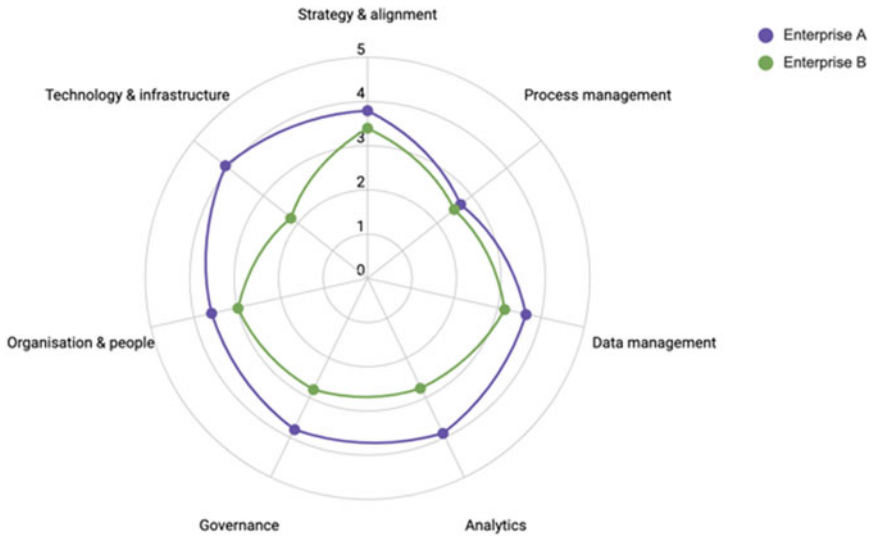 Strategy & alignment
Enterprise A
Enterprise B
5
Technology & infrastructure
Process management
4
3
2
1
0
Organisation & people
Data management
Governance
Analytics